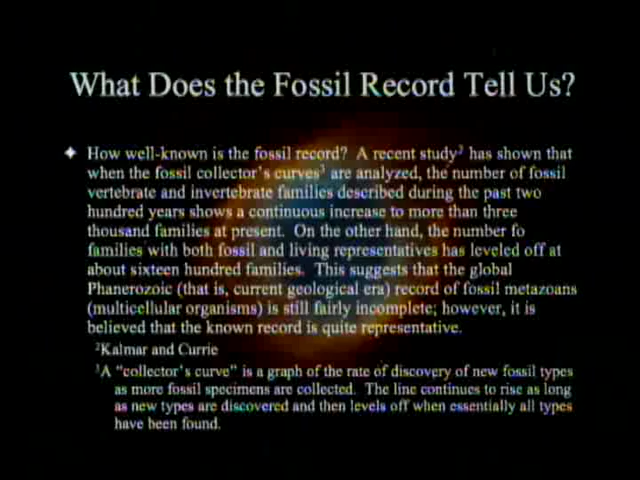 What Does the Fossil Record Tell Us?
✦ How well-known is the fossil record? A recent study² has shown that
when the fossil collector's curves³ are analyzed, the number of fossil
vertebrate and invertebrate families described during the past two
hundred years shows a continuous increase to more than three
thousand families at present. On the other hand, the number fo
families with both fossil and living representatives has leveled off at
about sixteen hundred families. This suggests that the global
Phanerozoic (that is, current geological era) record of fossil metazoans
(multicellular organisms) is still fairly incomplete; however, it is
believed that the known record is quite representative.
²Kalmar and Currie
³A "collector's curve" is a graph of the rate of discovery of new fossil types
as more fossil specimens are collected. The line continues to rise as long
as new types are discovered and then levels off when essentially all types
have been found.